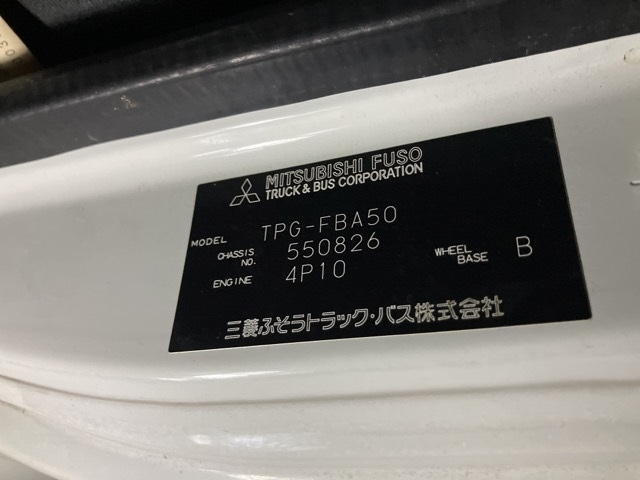 MITSUBISHI FUSO
TRUCK & BUS CORPORATION
MODEL TPG-FBA50
CHASSIS NO. 550826
ENGINE 4P10
WHEEL BASE B
三菱ふそうトラック・バス株式会社